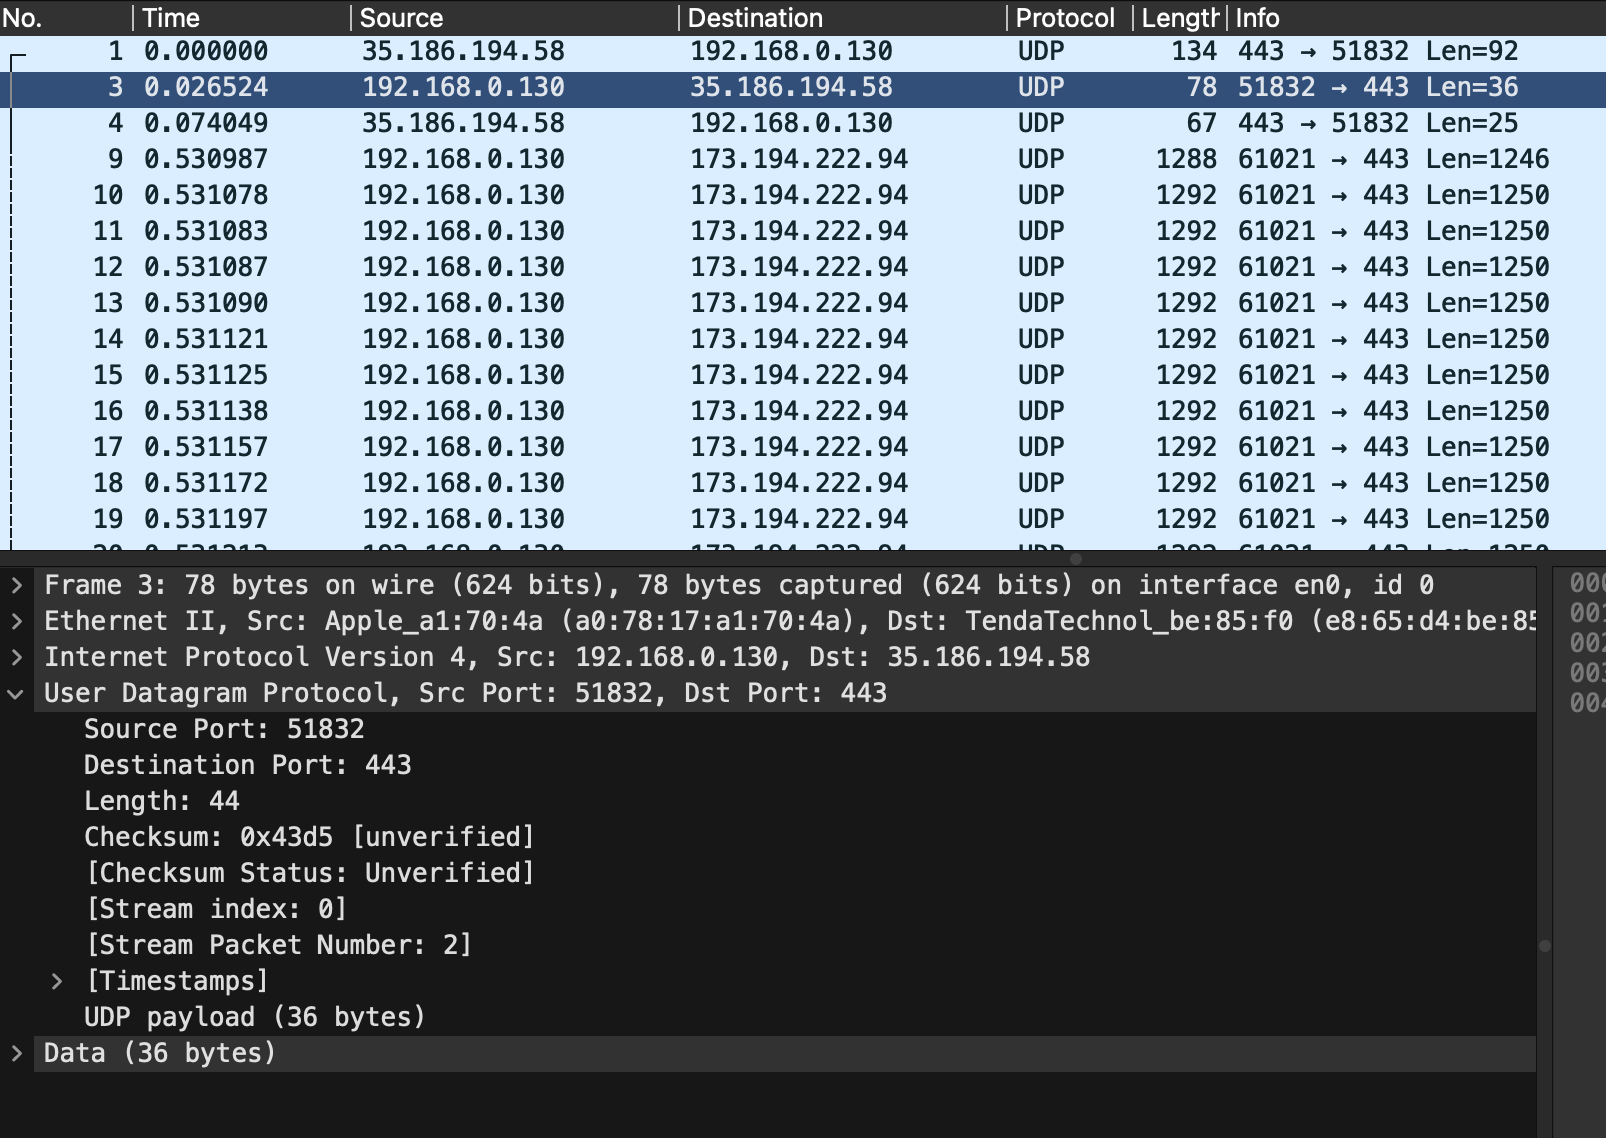 No. Time Source Destination Protocol Length Info
1 0.000000 35.186.194.58 192.168.0.130 UDP 134 443 → 51832 Len=92
3 0.026524 192.168.0.130 35.186.194.58 UDP 78 51832 → 443 Len=36
4 0.074049 35.186.194.58 192.168.0.130 UDP 67 443 → 51832 Len=25
9 0.530987 192.168.0.130 173.194.222.94 UDP 1288 61021 → 443 Len=1246
10 0.531078 192.168.0.130 173.194.222.94 UDP 1292 61021 → 443 Len=1250
11 0.531083 192.168.0.130 173.194.222.94 UDP 1292 61021 → 443 Len=1250
12 0.531087 192.168.0.130 173.194.222.94 UDP 1292 61021 → 443 Len=1250
13 0.531090 192.168.0.130 173.194.222.94 UDP 1292 61021 → 443 Len=1250
14 0.531121 192.168.0.130 173.194.222.94 UDP 1292 61021 → 443 Len=1250
15 0.531125 192.168.0.130 173.194.222.94 UDP 1292 61021 → 443 Len=1250
16 0.531138 192.168.0.130 173.194.222.94 UDP 1292 61021 → 443 Len=1250
17 0.531157 192.168.0.130 173.194.222.94 UDP 1292 61021 → 443 Len=1250
18 0.531172 192.168.0.130 173.194.222.94 UDP 1292 61021 → 443 Len=1250
19 0.531197 192.168.0.130 173.194.222.94 UDP 1292 61021 → 443 Len=1250
Frame 3: 78 bytes on wire (624 bits), 78 bytes captured (624 bits) on interface en0, id 0
Ethernet II, Src: Apple_a1:70:4a (a0:78:17:a1:70:4a), Dst: TendaTechnol_be:85:f0 (e8:65:d4:be:85
Internet Protocol Version 4, Src: 192.168.0.130, Dst: 35.186.194.58
User Datagram Protocol, Src Port: 51832, Dst Port: 443
Source Port: 51832
Destination Port: 443
Length: 44
Checksum: 0x43d5 [unverified]
[Checksum Status: Unverified]
[Stream index: 0]
[Stream Packet Number: 2]
[Timestamps]
UDP payload (36 bytes)
Data (36 bytes)